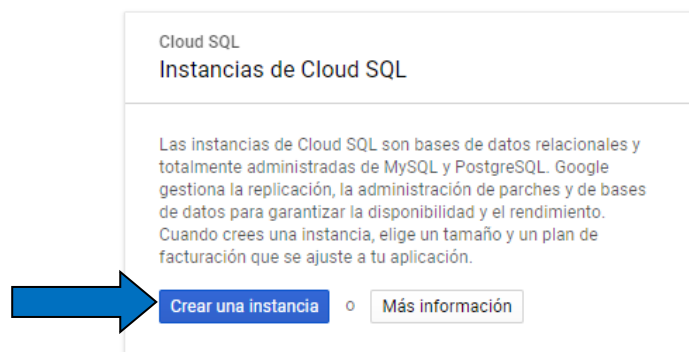 Cloud SQL
Instancias de Cloud SQL
Las instancias de Cloud SQL son bases de datos relacionales y
totalmente administradas de MySQL y PostgreSQL. Google
gestiona la replicación, la administración de parches y de bases
de datos para garantizar la disponibilidad y el rendimiento.
Cuando crees una instancia, elige un tamaño y un plan de
facturación que se ajuste a tu aplicación.
Crear una instancia o Más información